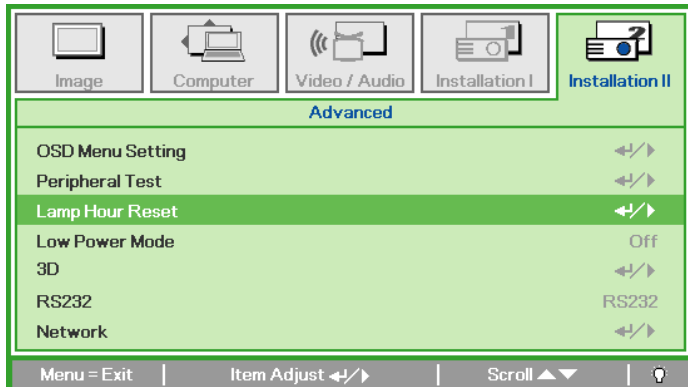 Image Computer Video / Audio Installation I Installation II
Advanced
OSD Menu Setting
Peripheral Test
Lamp Hour Reset
Low Power Mode Off
3D
RS232 RS232
Network
Menu = Exit Item Adjust Scroll